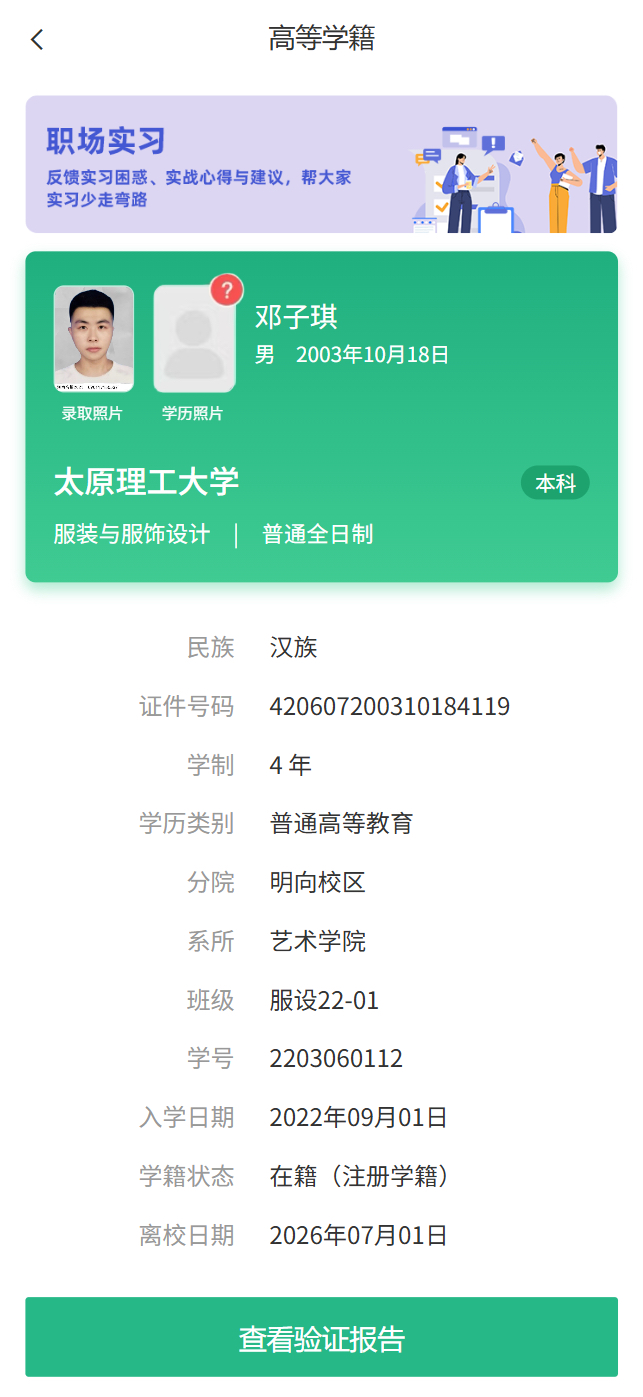 高等学籍
职场实习
反馈实习困惑、实战心得与建议，帮大家
实习少走弯路
?
邓子琪
男 2003年10月18日
录取照片 学历照片
太原理工大学 本科
服装与服饰设计 | 普通全日制
民族 汉族
证件号码 420607200310184119
学制 4 年
学历类别 普通高等教育
分院 明向校区
系所 艺术学院
班级 服设22-01
学号 2203060112
入学日期 2022年09月01日
学籍状态 在籍（注册学籍）
离校日期 2026年07月01日
查看验证报告